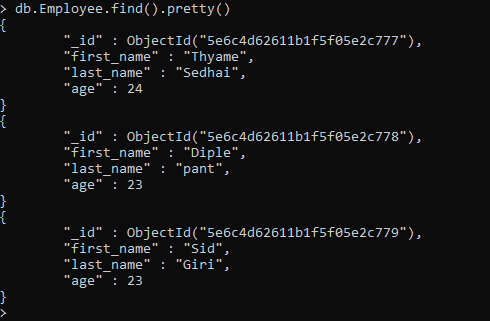 > db.Employee.find().pretty()
{
        "_id" : ObjectId("5e6c4d62611b1f5f05e2c777"),
        "first_name" : "Thyame",
        "last_name" : "Sedhai",
        "age" : 24
}
{
        "_id" : ObjectId("5e6c4d62611b1f5f05e2c778"),
        "first_name" : "Diple",
        "last_name" : "pant",
        "age" : 23
}
{
        "_id" : ObjectId("5e6c4d62611b1f5f05e2c779"),
        "first_name" : "Sid",
        "last_name" : "Giri",
        "age" : 23
}
>